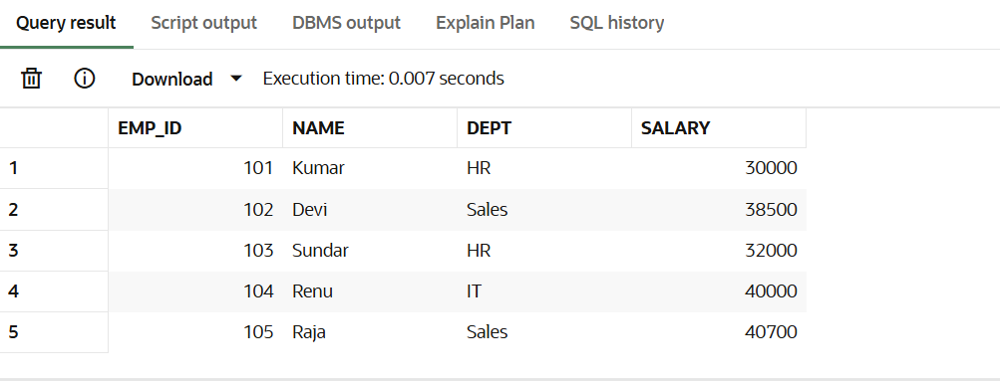 Query result Script output DBMS output Explain Plan SQL history
Download Execution time: 0.007 seconds
EMP_ID NAME DEPT SALARY
1 101 Kumar HR 30000
2 102 Devi Sales 38500
3 103 Sundar HR 32000
4 104 Renu IT 40000
5 105 Raja Sales 40700